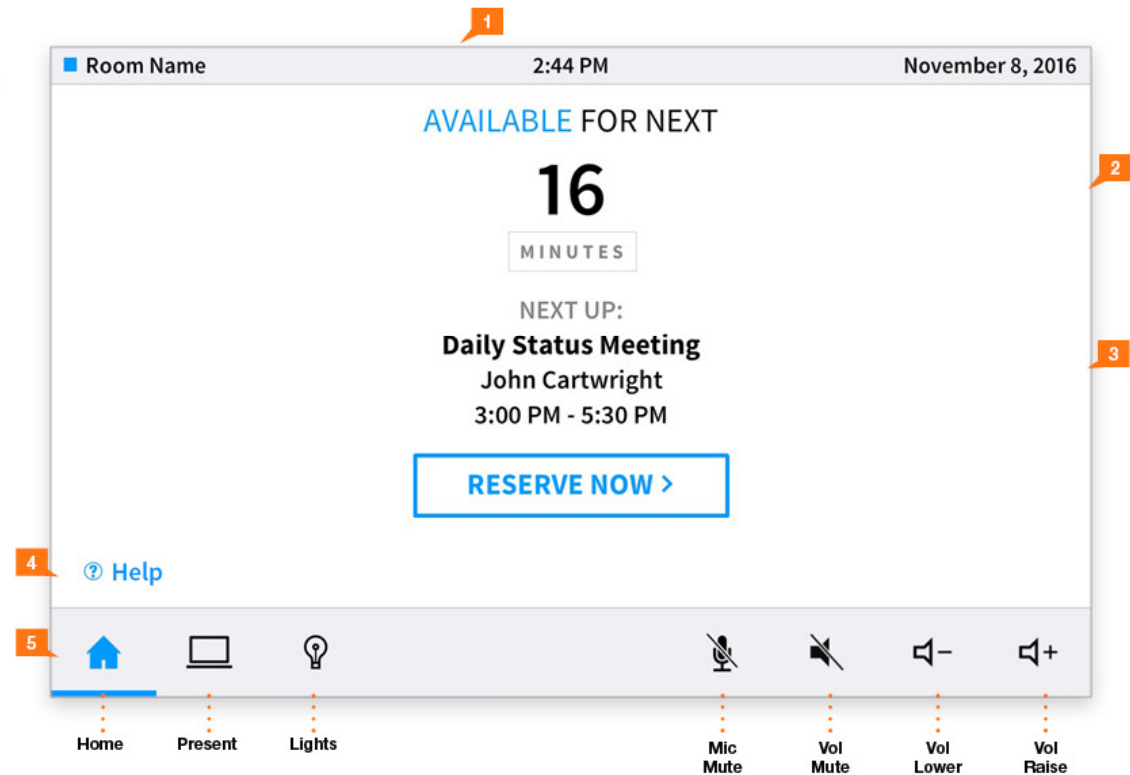 1
Room Name 2:44 PM November 8, 2016
AVAILABLE FOR NEXT
2
16
MINUTES
NEXT UP:
Daily Status Meeting
3
John Cartwright
3:00 PM - 5:30 PM
RESERVE NOW >
4
? Help
5
Home Present Lights Mic Mute Vol Mute Vol Lower Vol Raise